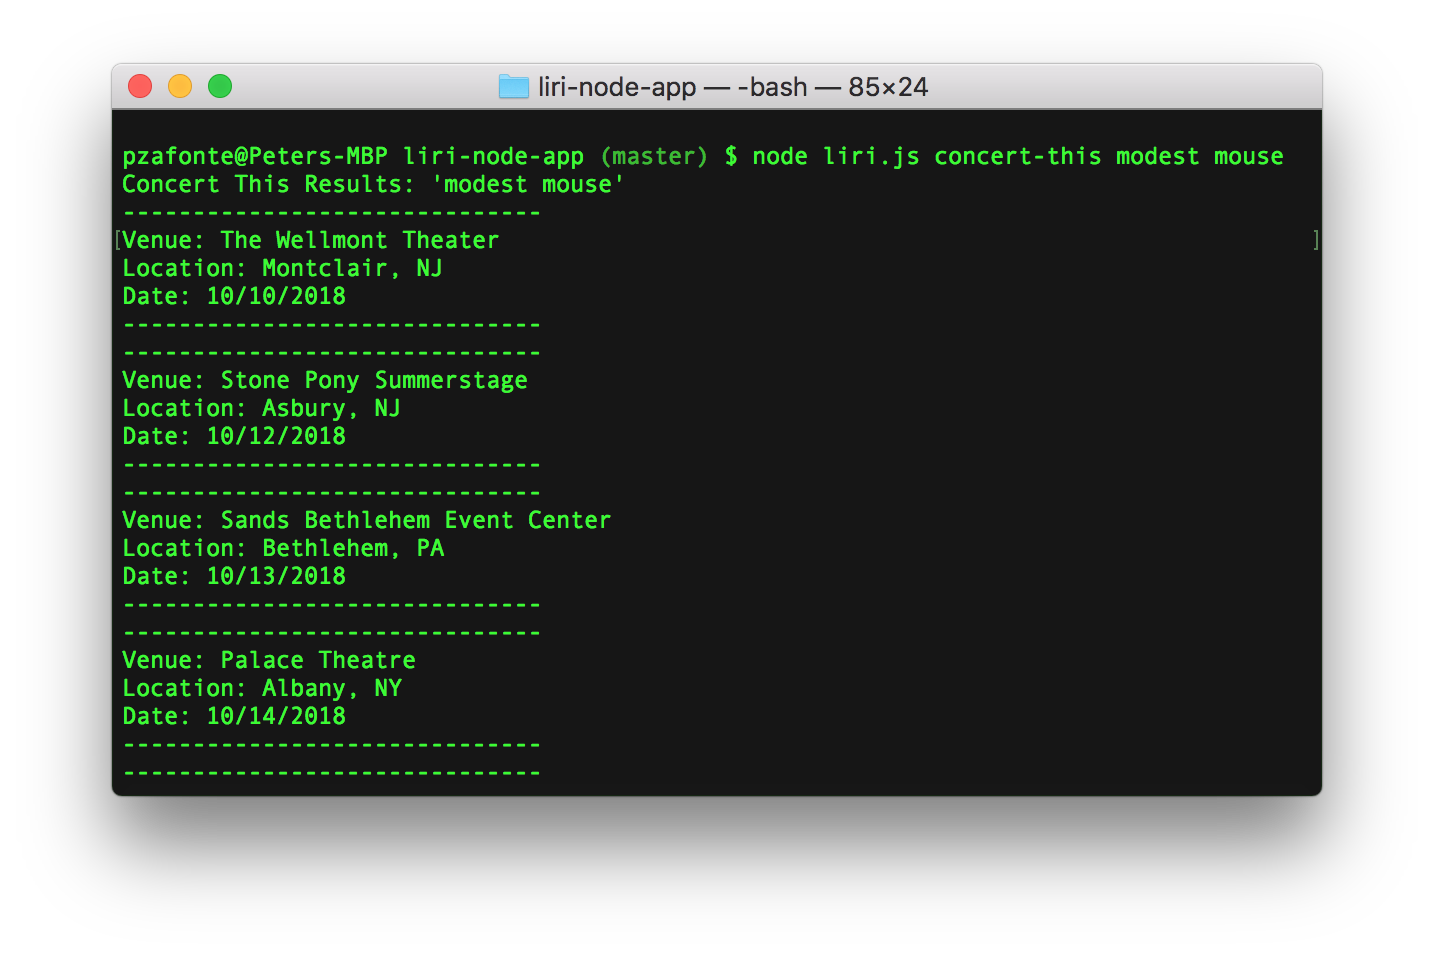 liri-node-app — -bash — 85×24
pzafonte@Peters-MBP liri-node-app (master) $ node liri.js concert-this modest mouse
Concert This Results: 'modest mouse'
------------------------------
[Venue: The Wellmont Theater ]
Location: Montclair, NJ
Date: 10/10/2018
------------------------------
------------------------------
Venue: Stone Pony Summerstage
Location: Asbury, NJ
Date: 10/12/2018
------------------------------
------------------------------
Venue: Sands Bethlehem Event Center
Location: Bethlehem, PA
Date: 10/13/2018
------------------------------
------------------------------
Venue: Palace Theatre
Location: Albany, NY
Date: 10/14/2018
------------------------------
------------------------------